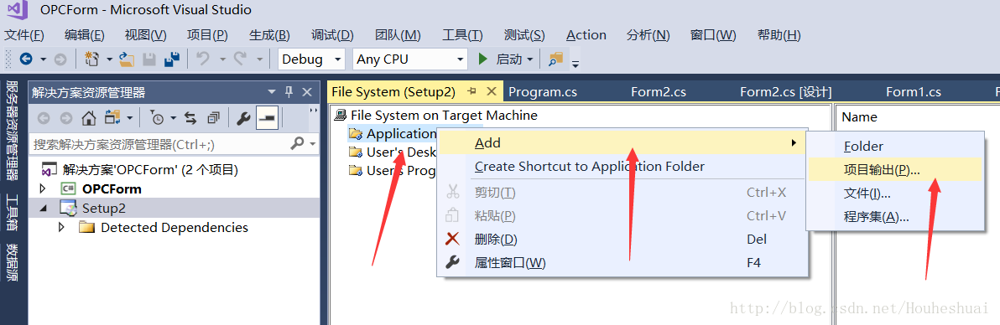 OPCForm - Microsoft Visual Studio
文件(F) 编辑(E) 视图(V) 项目(P) 生成(B) 调试(D) 团队(M) 工具(T) 测试(S) Action 分析(N) 窗口(W) 帮助(H)
Debug Any CPU 启动
服务器资源管理器
工具箱
数据源
解决方案资源管理器
搜索解决方案资源管理器(Ctrl+;)
解决方案'OPCForm' (2 个项目)
OPCForm
Setup2
Detected Dependencies
File System (Setup2) Program.cs Form2.cs Form2.cs [设计] Form1.cs F
File System on Target Machine
Application
User's Desk
User's Prog
Name
Add
Create Shortcut to Application Folder
剪切(T) Ctrl+X
粘贴(P) Ctrl+V
删除(D) Del
属性窗口(W) F4
Folder
项目输出(P)...
文件(I)...
程序集(A)...
http://blog.csdn.net/Houheshuai